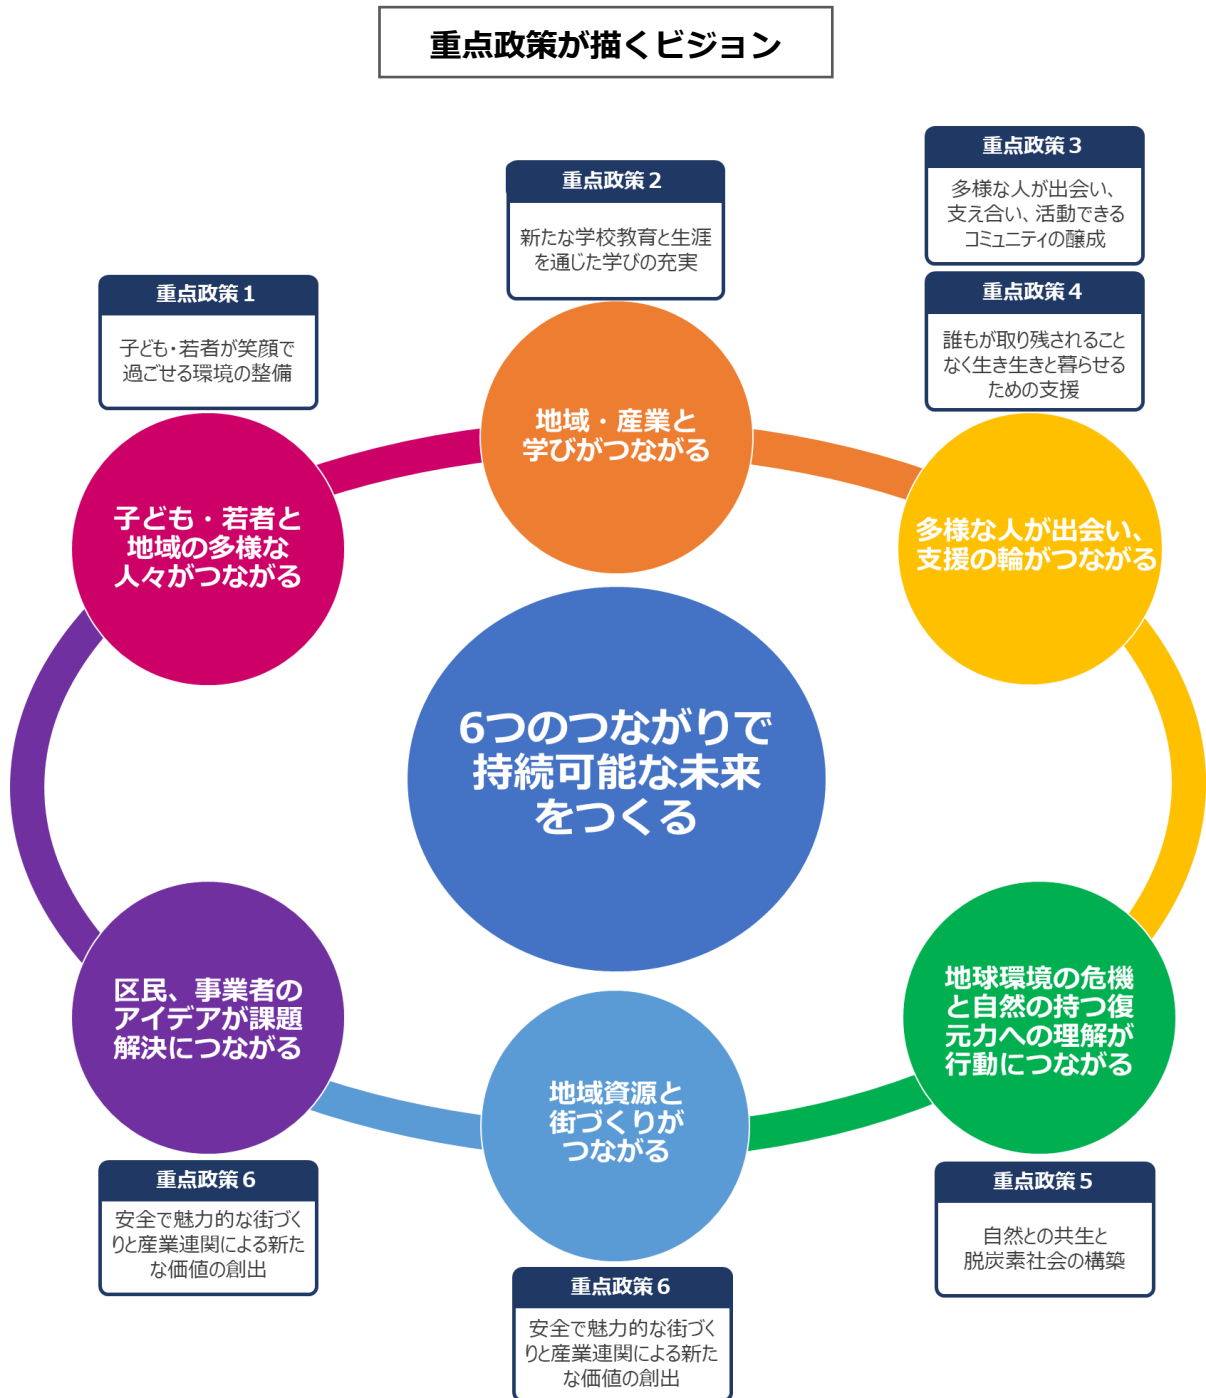 重点政策が描くビジョン
重点政策1
子ども・若者が笑顔で
過ごせる環境の整備
重点政策2
新たな学校教育と生涯
を通じた学びの充実
重点政策3
多様な人が出会い、
支え合い、活動できる
コミュニティの醸成
重点政策4
誰もが取り残されること
なく生き生きと暮らせる
ための支援
子ども・若者と
地域の多様な
人々がつながる
地域・産業と
学びがつながる
多様な人が出会い、
支援の輪がつながる
6つのつながりで
持続可能な未来
をつくる
区民、事業者の
アイデアが課題
解決につながる
地域資源と
街づくりが
つながる
地球環境の危機
と自然の持つ復
元力への理解が
行動につながる
重点政策6
安全で魅力的な街づく
りと産業連関による新た
な価値の創出
重点政策6
安全で魅力的な街づく
りと産業連関による新た
な価値の創出
重点政策5
自然との共生と
脱炭素社会の構築